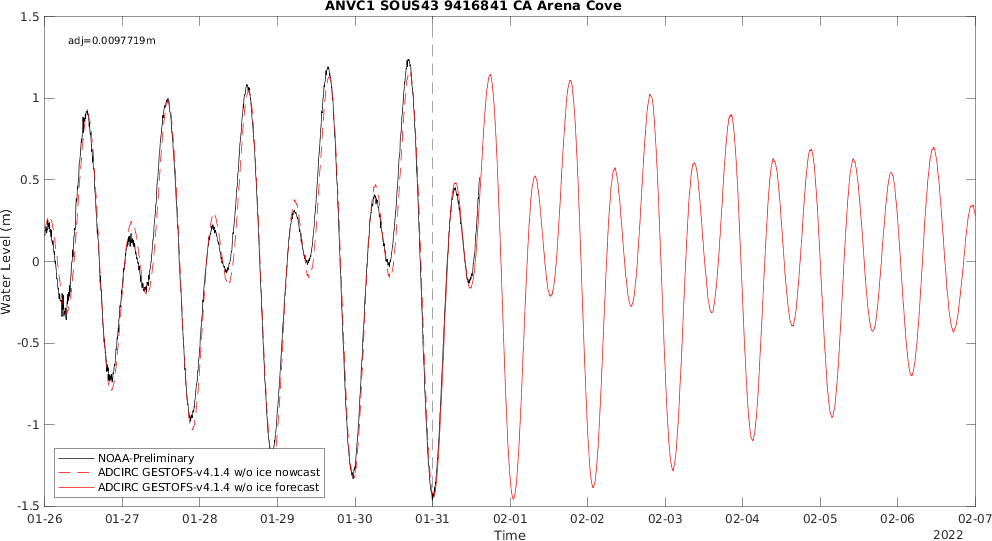 ANVC1 SOUS43 9416841 CA Arena Cove
adj=0.0097719m
Water Level (m)
1.5
1
0.5
0
-0.5
-1
-1.5
NOAA-Preliminary
ADCIRC GESTOFS-v4.1.4 w/o ice nowcast
ADCIRC GESTOFS-v4.1.4 w/o ice forecast
01-26 01-27 01-28 01-29 01-30 01-31 02-01 02-02 02-03 02-04 02-05 02-06 02-07
Time
2022